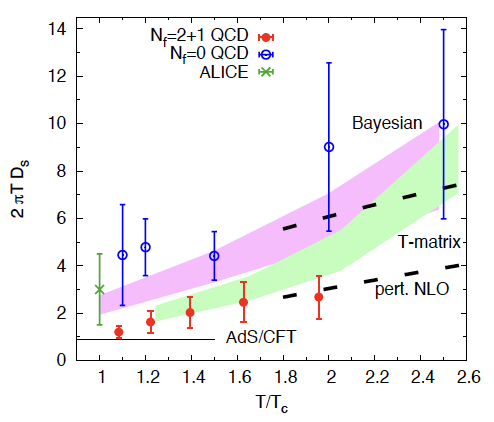 N_f=2+1 QCD
N_f=0 QCD
ALICE
14
12
10
8
6
4
2
0
2 πT D_s
Bayesian
T-matrix
pert. NLO
AdS/CFT
1
1.2
1.4
1.6
1.8
2
2.2
2.4
2.6
T/T_c